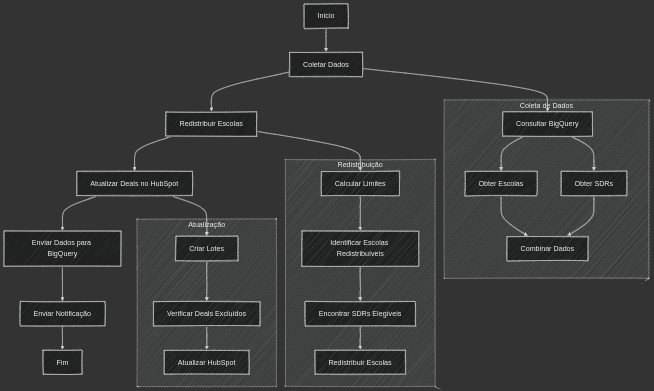 Início
Coletar Dados
Coleta de Dados
Redistribuir Escolas
Consultar BigQuery
Redistribuição
Atualizar Deals no HubSpot
Calcular Limites
Obter Escolas
Obter SDRs
Atualização
Enviar Dados para
BigQuery
Criar Lotes
Identificar Escolas
Redistribuíveis
Combinar Dados
Enviar Notificação
Verificar Deals Excluídos
Encontrar SDRs Elegíveis
Fim
Atualizar HubSpot
Redistribuir Escolas